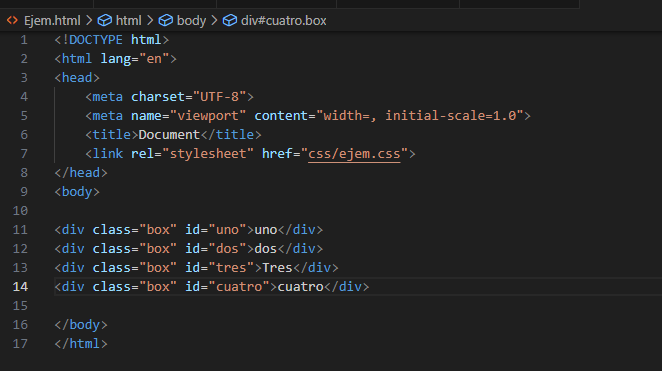 Ejem.html > html > body > div#cuatro.box
1 <!DOCTYPE html>
2 <html lang="en">
3 <head>
4     <meta charset="UTF-8">
5     <meta name="viewport" content="width=, initial-scale=1.0">
6     <title>Document</title>
7     <link rel="stylesheet" href="css/ejem.css">
8 </head>
9 <body>
10
11 <div class="box" id="uno">uno</div>
12 <div class="box" id="dos">dos</div>
13 <div class="box" id="tres">Tres</div>
14 <div class="box" id="cuatro">cuatro</div>
15
16 </body>
17 </html>